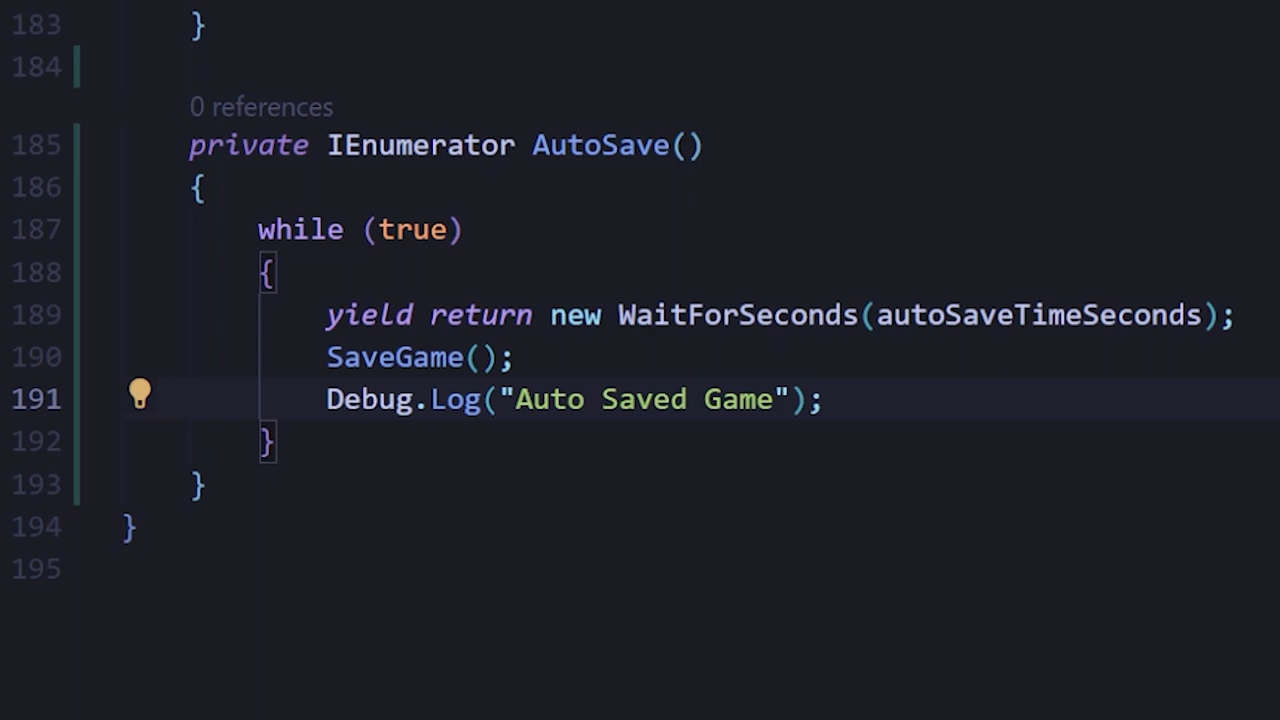 183 }
184
0 references
185 private IEnumerator AutoSave()
186 {
187 while (true)
188 {
189 yield return new WaitForSeconds(autoSaveTimeSeconds);
190 SaveGame();
191 Debug.Log("Auto Saved Game");
192 }
193 }
194 }
195